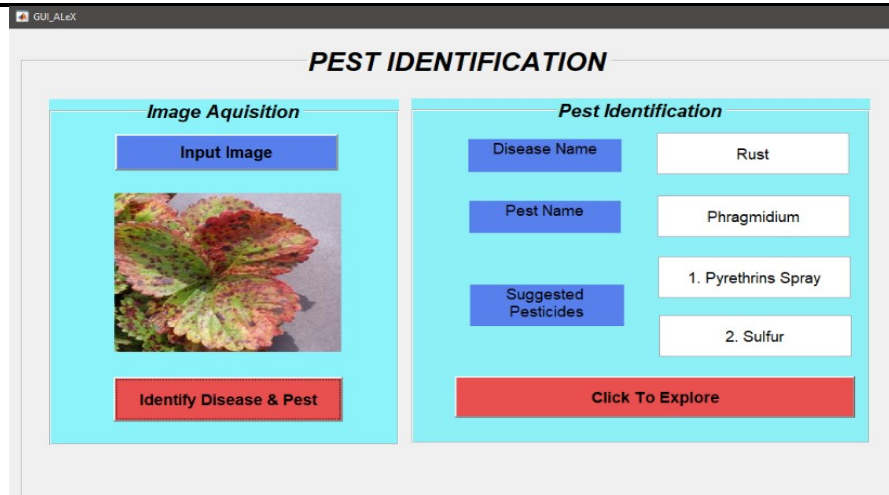 GUI_ALeX
PEST IDENTIFICATION
Image Aquisition
Input Image
Identify Disease & Pest
Pest Identification
Disease Name
Rust
Pest Name
Phragmidium
Suggested
Pesticides
1. Pyrethrins Spray
2. Sulfur
Click To Explore